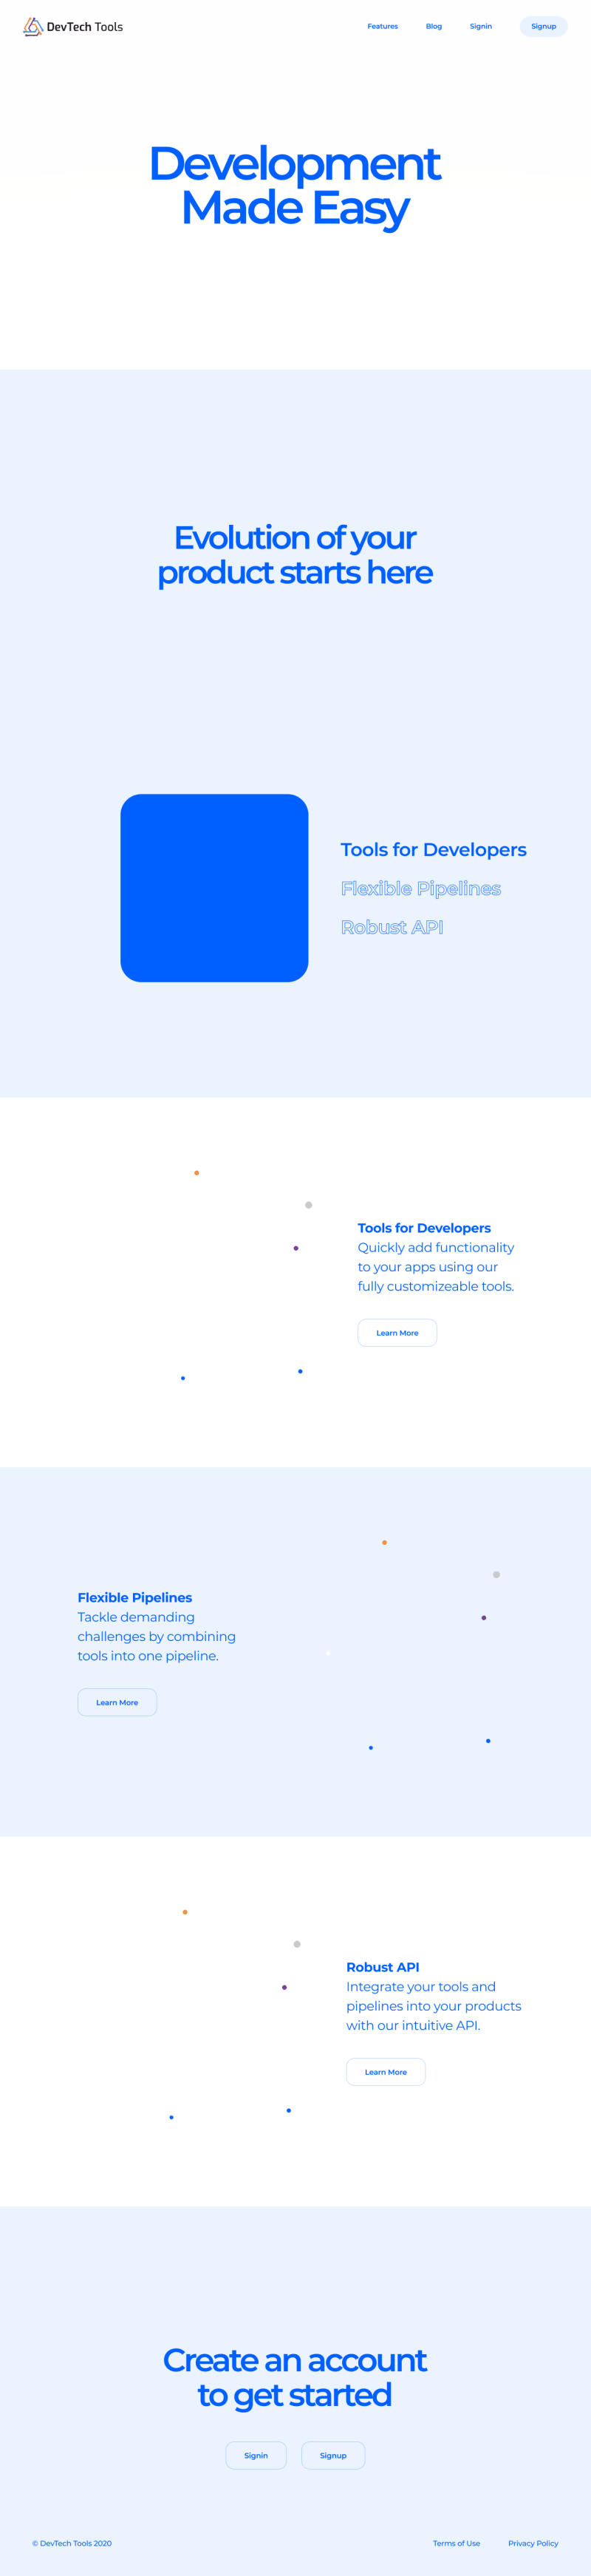 DevTech Tools
Features
Blog
Signin
Signup
Development
Made Easy
Evolution of your
product starts here
Tools for Developers
Flexible Pipelines
Robust API
Tools for Developers
Quickly add functionality
to your apps using our
fully customizeable tools.
Learn More
Flexible Pipelines
Tackle demanding
challenges by combining
tools into one pipeline.
Learn More
Robust API
Integrate your tools and
pipelines into your products
with our intuitive API.
Learn More
Create an account
to get started
Signin
Signup
© DevTech Tools 2020
Terms of Use
Privacy Policy